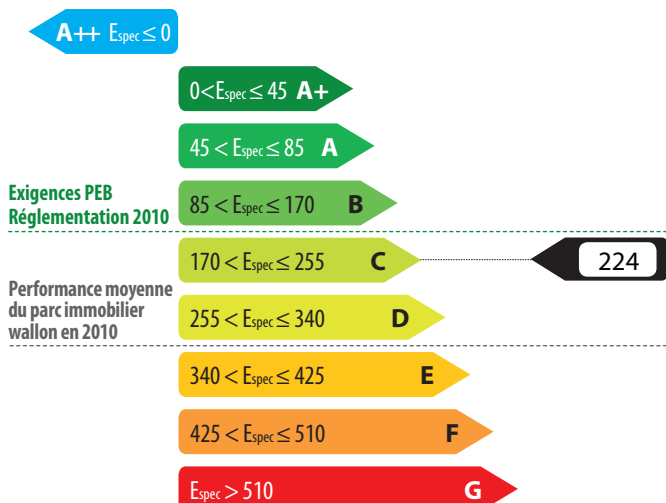 A++ Espec ≤ 0
0<Espec ≤ 45 A+
45 < Espec ≤ 85 A
Exigences PEB
Réglementation 2010
85 < Espec ≤ 170 B
170 < Espec ≤ 255 C
224
Performance moyenne
du parc immobilier
wallon en 2010
255 < Espec ≤ 340 D
340 < Espec ≤ 425 E
425 < Espec ≤ 510 F
Espec > 510 G